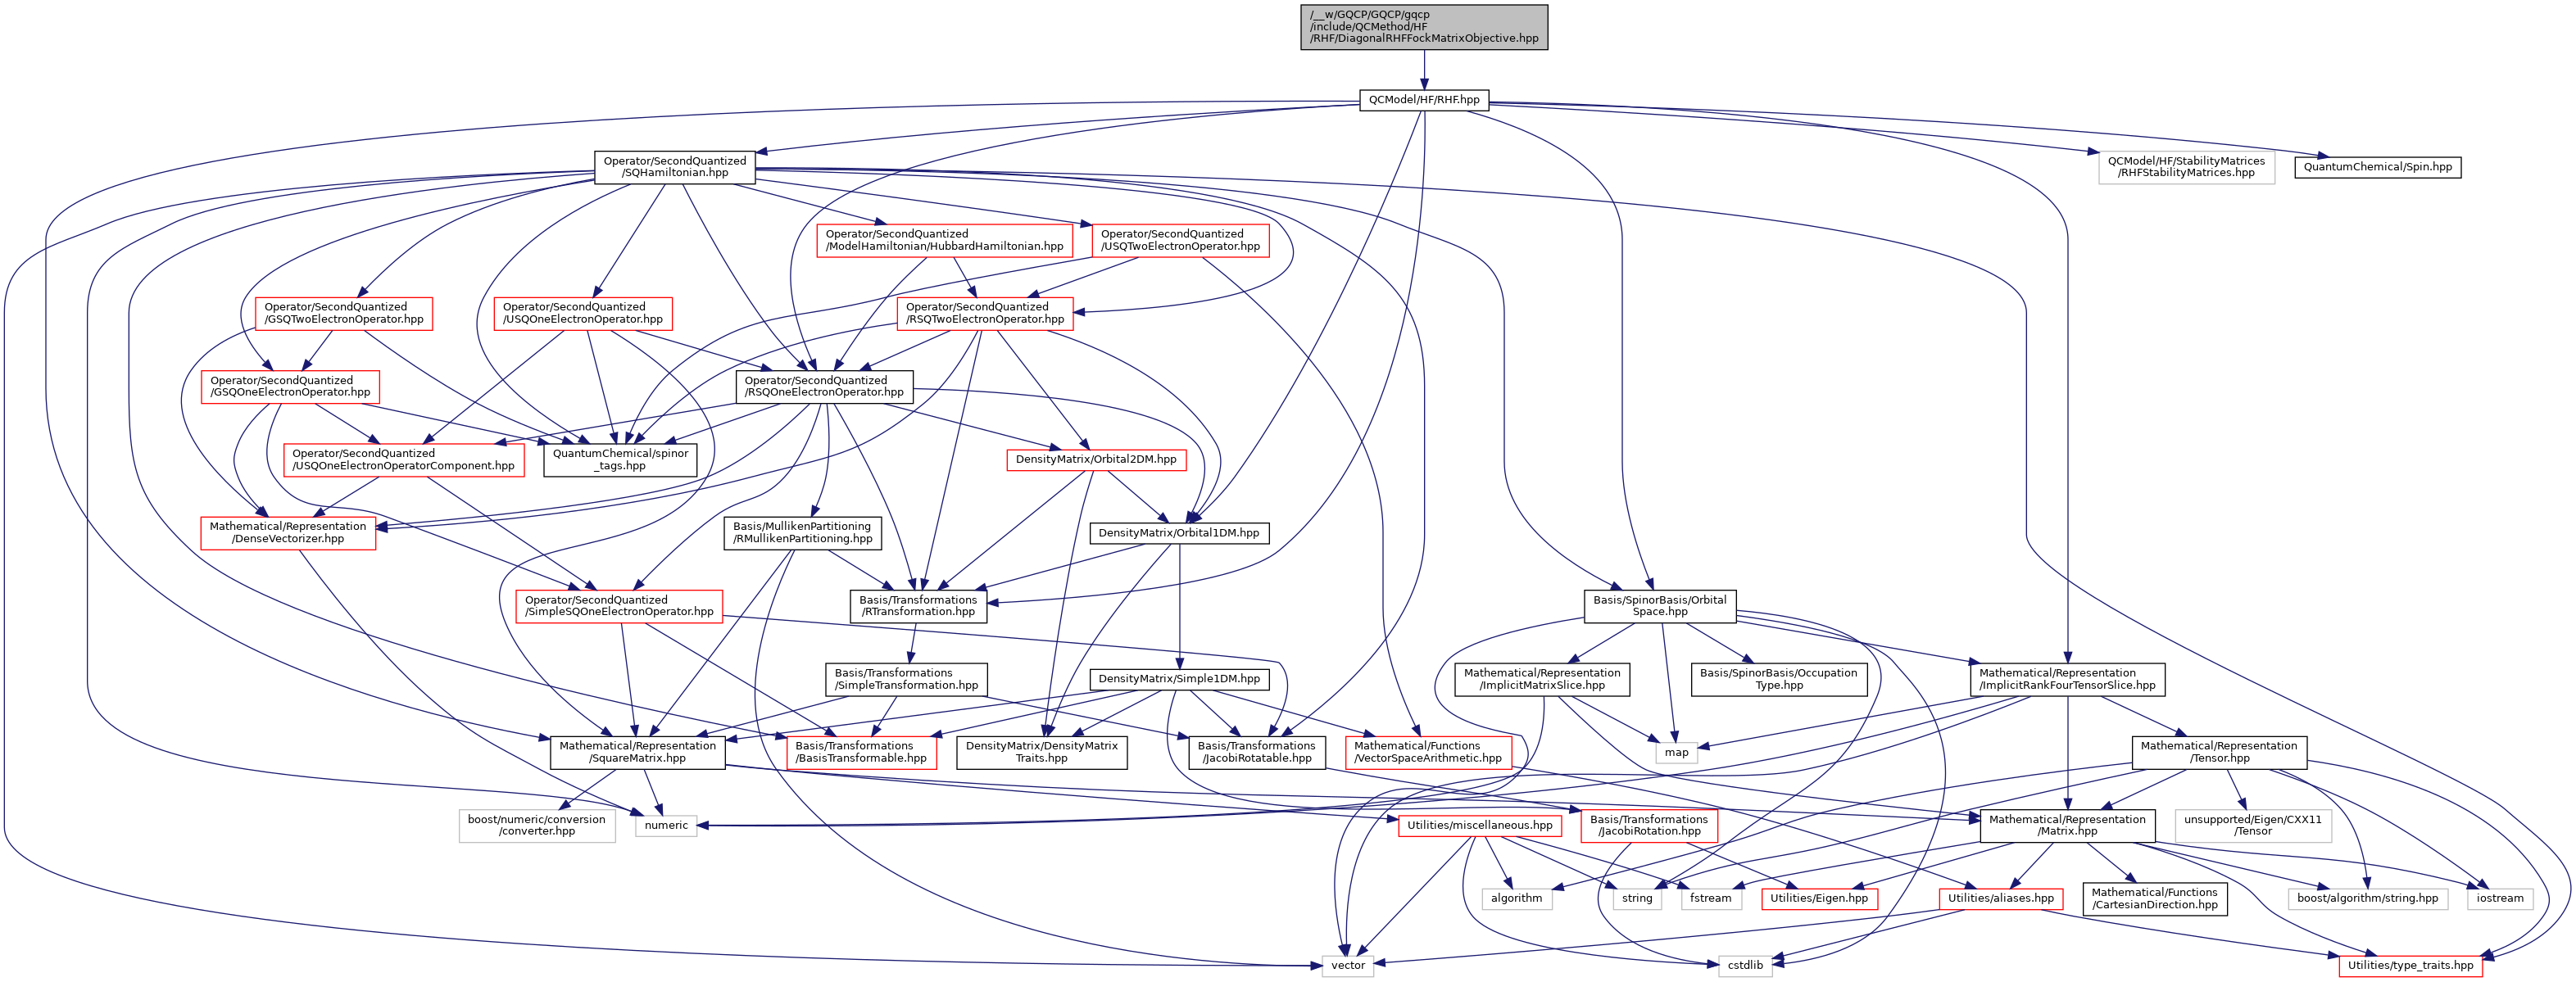 /__w/GQCP/GQCP/gqcp
/include/QCMethod/HF
/RHF/DiagonalRHFFockMatrixObjective.hpp
QCModel/HF/RHF.hpp
Operator/SecondQuantized
/SQHamiltonian.hpp
QCModel/HF/StabilityMatrices
/RHFStabilityMatrices.hpp
QuantumChemical/Spin.hpp
Operator/SecondQuantized
/ModelHamiltonian/HubbardHamiltonian.hpp
Operator/SecondQuantized
/USQTwoElectronOperator.hpp
Operator/SecondQuantized
/GSQTwoElectronOperator.hpp
Operator/SecondQuantized
/USQOneElectronOperator.hpp
Operator/SecondQuantized
/RSQTwoElectronOperator.hpp
Operator/SecondQuantized
/GSQOneElectronOperator.hpp
Operator/SecondQuantized
/RSQOneElectronOperator.hpp
Operator/SecondQuantized
/USQOneElectronOperatorComponent.hpp
QuantumChemical/spinor
_tags.hpp
DensityMatrix/Orbital2DM.hpp
Mathematical/Representation
/DenseVectorizer.hpp
Basis/MullikenPartitioning
/RMullikenPartitioning.hpp
DensityMatrix/Orbital1DM.hpp
Operator/SecondQuantized
/SimpleSQOneElectronOperator.hpp
Basis/Transformations
/RTransformation.hpp
Basis/SpinorBasis/Orbital
Space.hpp
Basis/Transformations
/SimpleTransformation.hpp
DensityMatrix/Simple1DM.hpp
Mathematical/Representation
/ImplicitMatrixSlice.hpp
Basis/SpinorBasis/Occupation
Type.hpp
Mathematical/Representation
/ImplicitRankFourTensorSlice.hpp
Mathematical/Representation
/SquareMatrix.hpp
Basis/Transformations
/BasisTransformable.hpp
DensityMatrix/DensityMatrix
Traits.hpp
Basis/Transformations
/JacobiRotatable.hpp
Mathematical/Functions
/VectorSpaceArithmetic.hpp
map
Mathematical/Representation
/Tensor.hpp
boost/numeric/conversion
/converter.hpp
numeric
Utilities/miscellaneous.hpp
Basis/Transformations
/JacobiRotation.hpp
Mathematical/Representation
/Matrix.hpp
unsupported/Eigen/CXX11
/Tensor
algorithm
string
fstream
Utilities/Eigen.hpp
Utilities/aliases.hpp
Mathematical/Functions
/CartesianDirection.hpp
boost/algorithm/string.hpp
iostream
vector
cstdlib
Utilities/type_traits.hpp